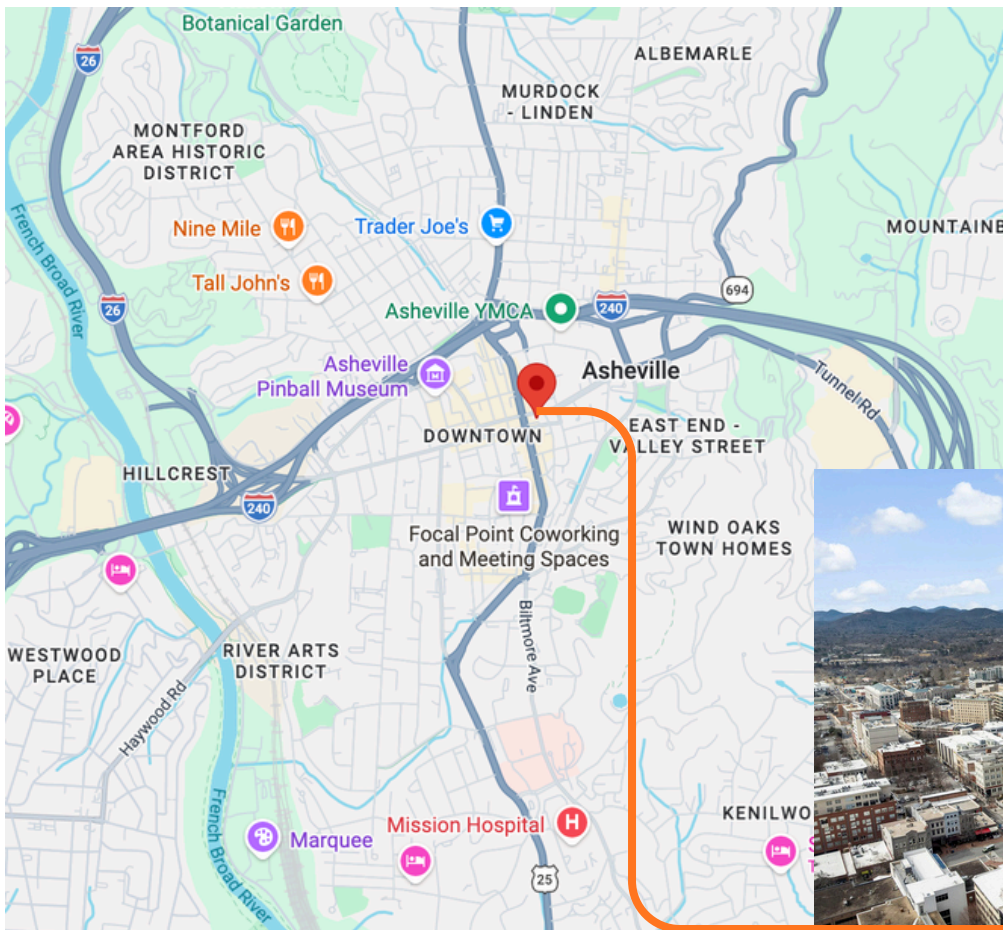 Botanical Garden
26
ALBEMARLE
MURDOCK
- LINDEN
MONTFORD
AREA HISTORIC
DISTRICT
French Broad River
Nine Mile
Trader Joe's
MOUNTAINB
Tall John's
694
26
240
Asheville YMCA
Asheville
Pinball Museum
Asheville
Tunnel Rd
DOWNTOWN
EAST END -
VALLEY STREET
HILLCREST
240
Focal Point Coworking
and Meeting Spaces
WIND OAKS
TOWN HOMES
Biltmore Ave
WESTWOOD
PLACE
RIVER ARTS
DISTRICT
Haywood Rd
KENILWO
Mission Hospital
H
Marquee
S
T
25
French Broad River